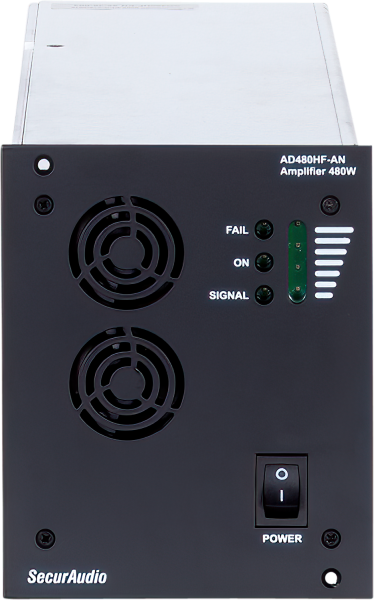 AD480HF-AN
Amplifier 480W
FAIL
ON
SIGNAL
POWER
SecurAudio